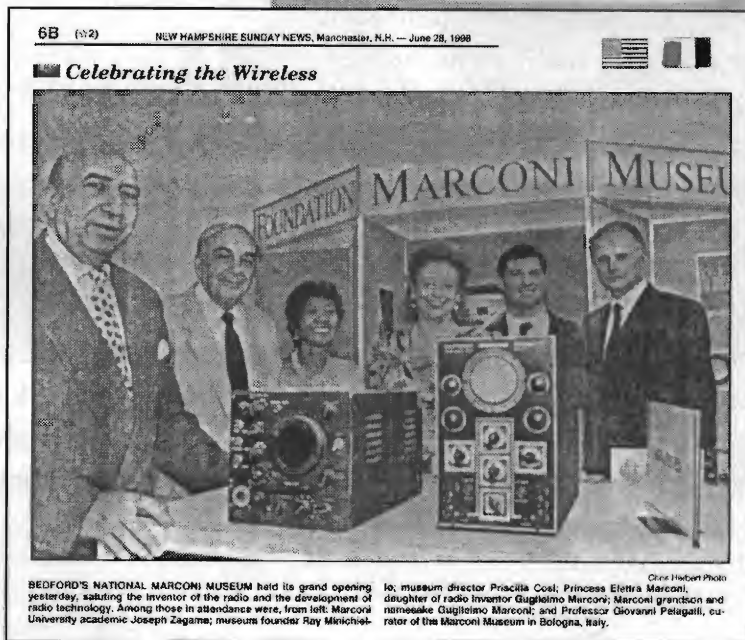 6B (☆2) NEW HAMPSHIRE SUNDAY NEWS, Manchester, N.H. — June 28, 1998
Celebrating the Wireless
FOUNDATION MARCONI MUSEU
Chris Herbert Photo
BEDFORD'S NATIONAL MARCONI MUSEUM held its grand opening
yesterday, saluting the inventor of the radio and the development of
radio technology. Among those in attendance were, from left: Marconi
University academic Joseph Zagame; museum founder Ray Minichiel-
lo; museum director Priscilla Cosi; Princess Elettra Marconi,
daughter of radio inventor Guglielmo Marconi; Marconi grandson and
namesake Guglielmo Marconi; and Professor Giovanni Pelagalli, cu-
rator of the Marconi Museum in Bologna, Italy.